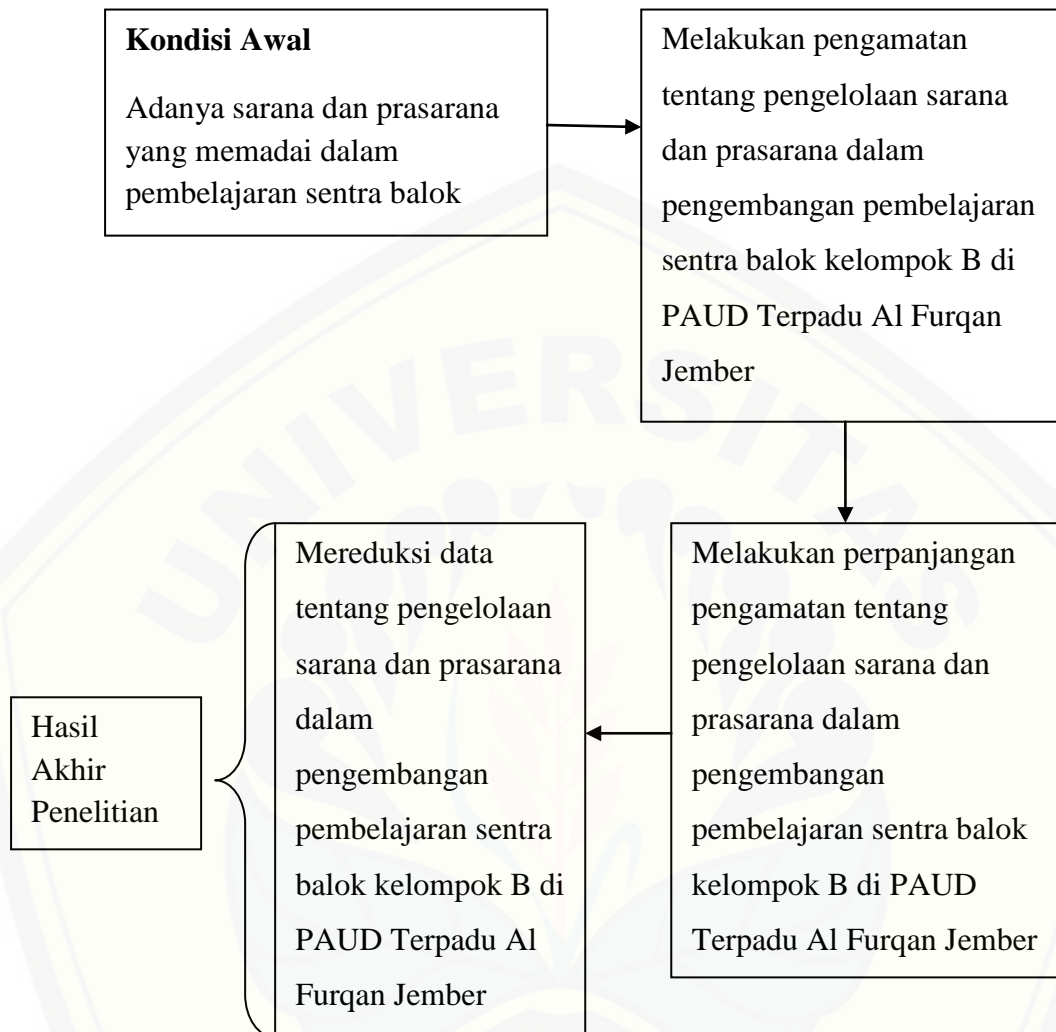 Kondisi Awal
Adanya sarana dan prasarana
yang memadai dalam
pembelajaran sentra balok
Melakukan pengamatan
tentang pengelolaan sarana
dan prasarana dalam
pengembangan pembelajaran
sentra balok kelompok B di
PAUD Terpadu Al Furqan
Jember
Melakukan perpanjangan
pengamatan tentang
pengelolaan sarana dan
prasarana dalam
pengembangan
pembelajaran sentra balok
kelompok B di PAUD
Terpadu Al Furqan Jember
Mereduksi data
tentang pengelolaan
sarana dan prasarana
dalam
pengembangan
pembelajaran sentra
balok kelompok B di
PAUD Terpadu Al
Furqan Jember
Hasil
Akhir
Penelitian
UNIVERSITAS